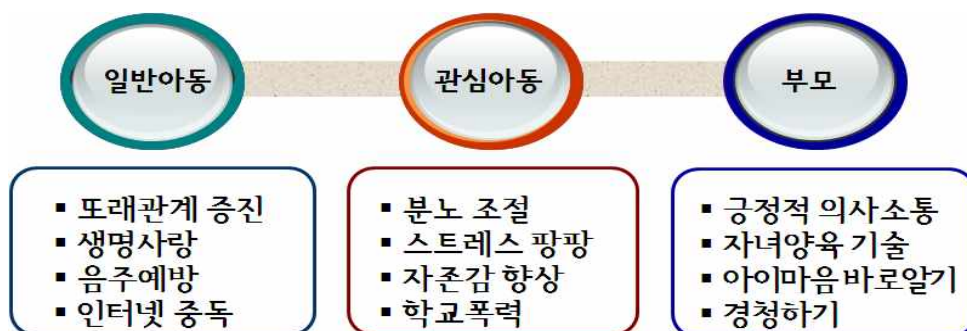 일반아동
관심아동
부모
▪ 또래관계 증진
▪ 생명사랑
▪ 음주예방
▪ 인터넷 중독
▪ 분노 조절
▪ 스트레스 팡팡
▪ 자존감 향상
▪ 학교폭력
▪ 긍정적 의사소통
▪ 자녀양육 기술
▪ 아이마음 바로알기
▪ 경청하기